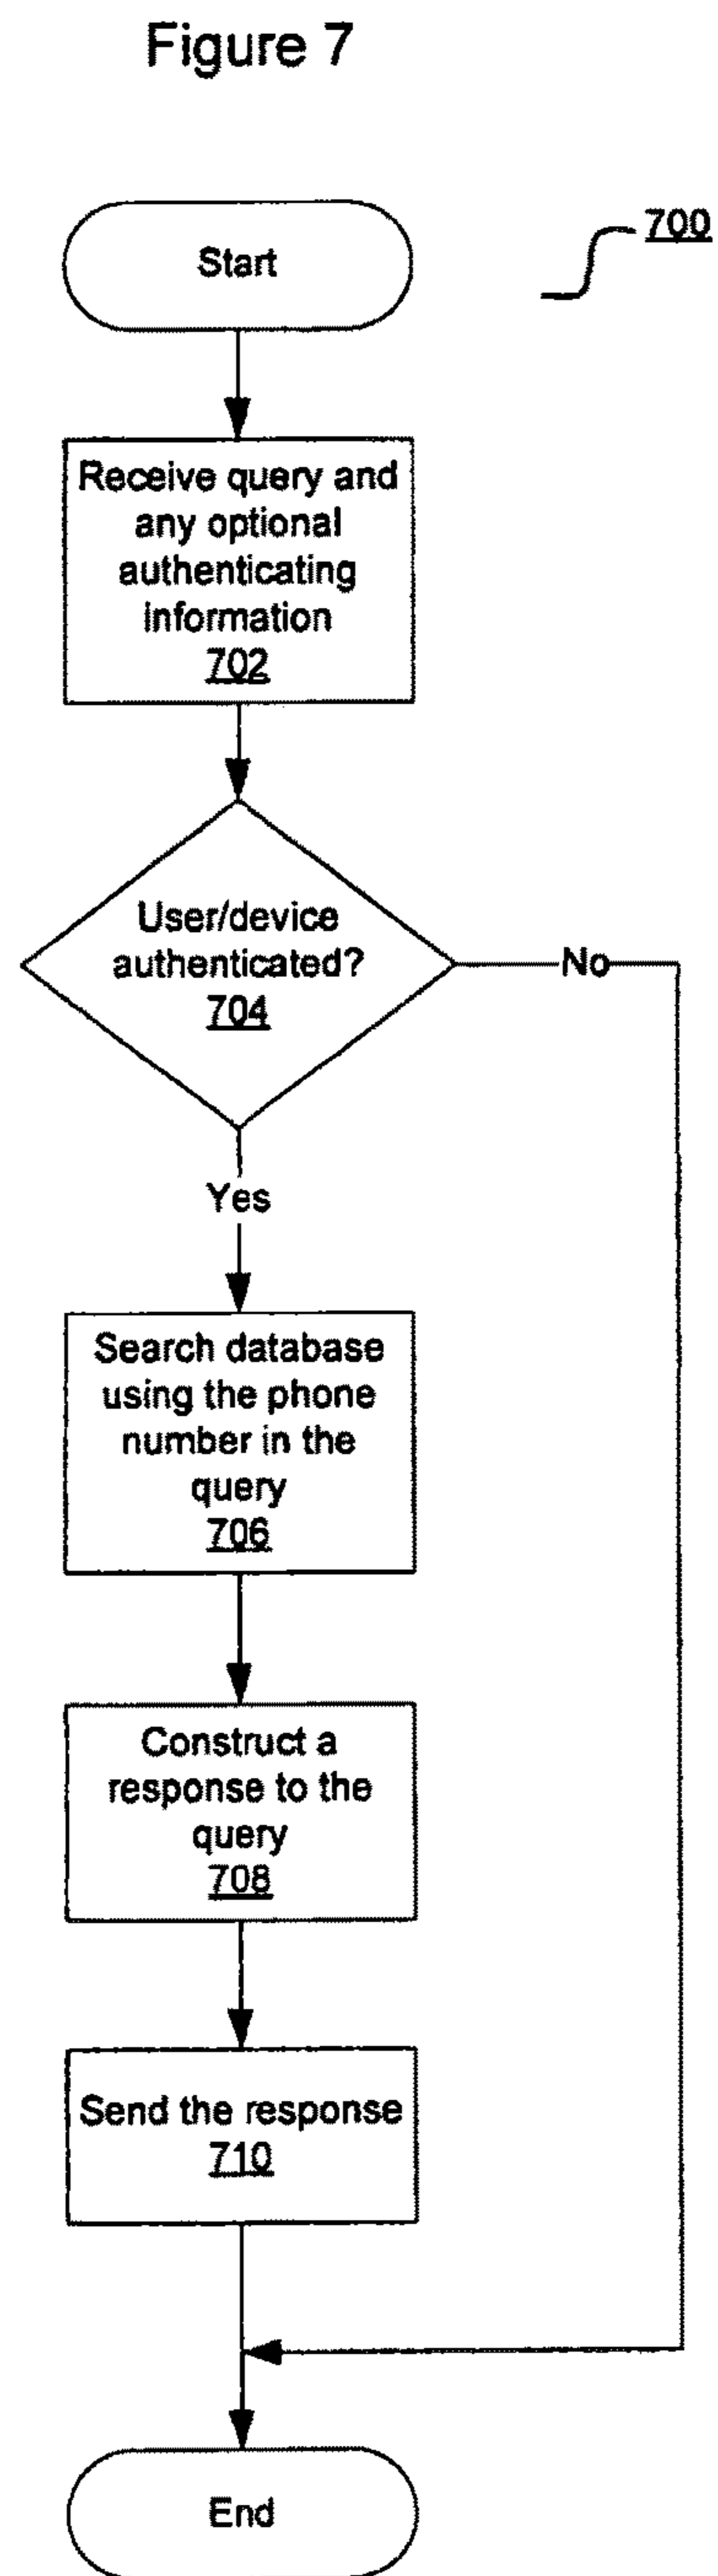 Figure 7
700
Start
Receive query and
any optional
authenticating
information
702
User/device
authenticated?
704
No
Yes
Search database
using the phone
number in the
query
706
Construct a
response to the
query
708
Send the response
710
End